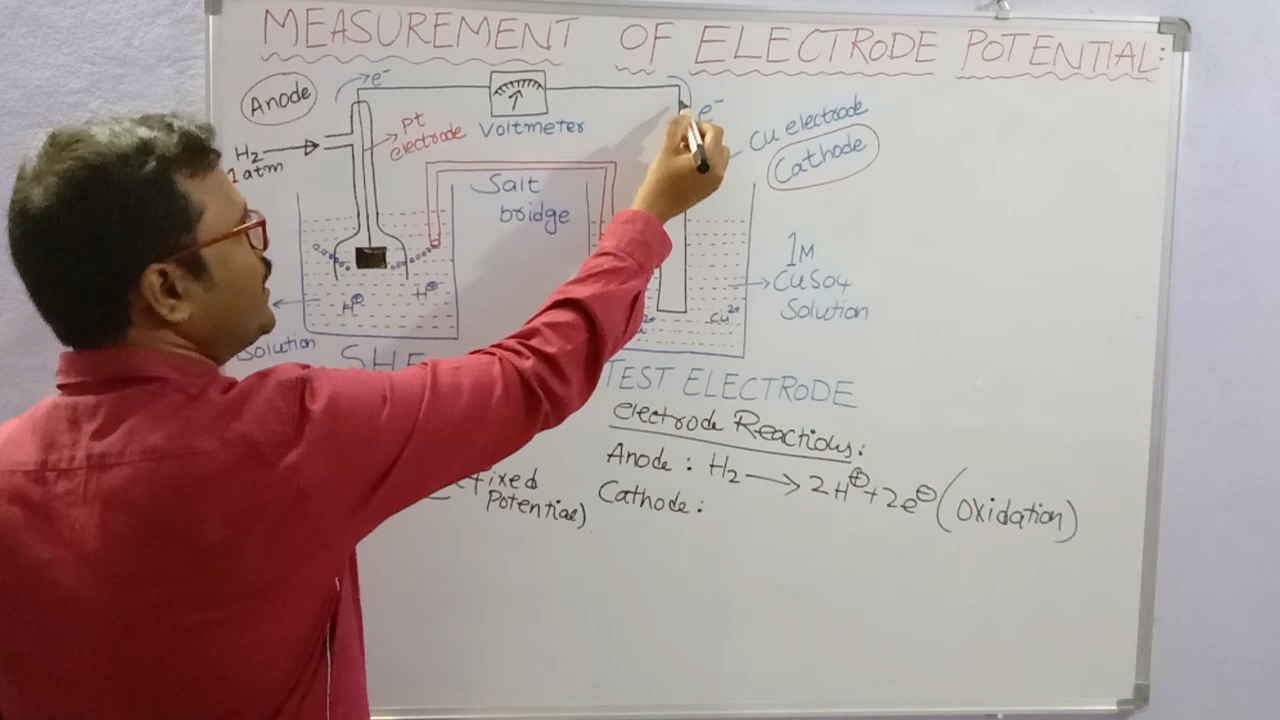 MEASUREMENT OF ELECTRODE POTENTIAL:
Anode
e⁻
Voltmeter
e⁻
Cu electrode
Cathode
H₂
1 atm
pt
electrode
Salt
bridge
1M
CuSO4
Solution
H⊕
H⊕
Cu²⁺
Solution
SHE
TEST ELECTRODE
electrode Reactions:
Anode : H₂ ⟶ 2H⊕+2e⊖ (Oxidation)
Cathode :
Fixed
Potential)